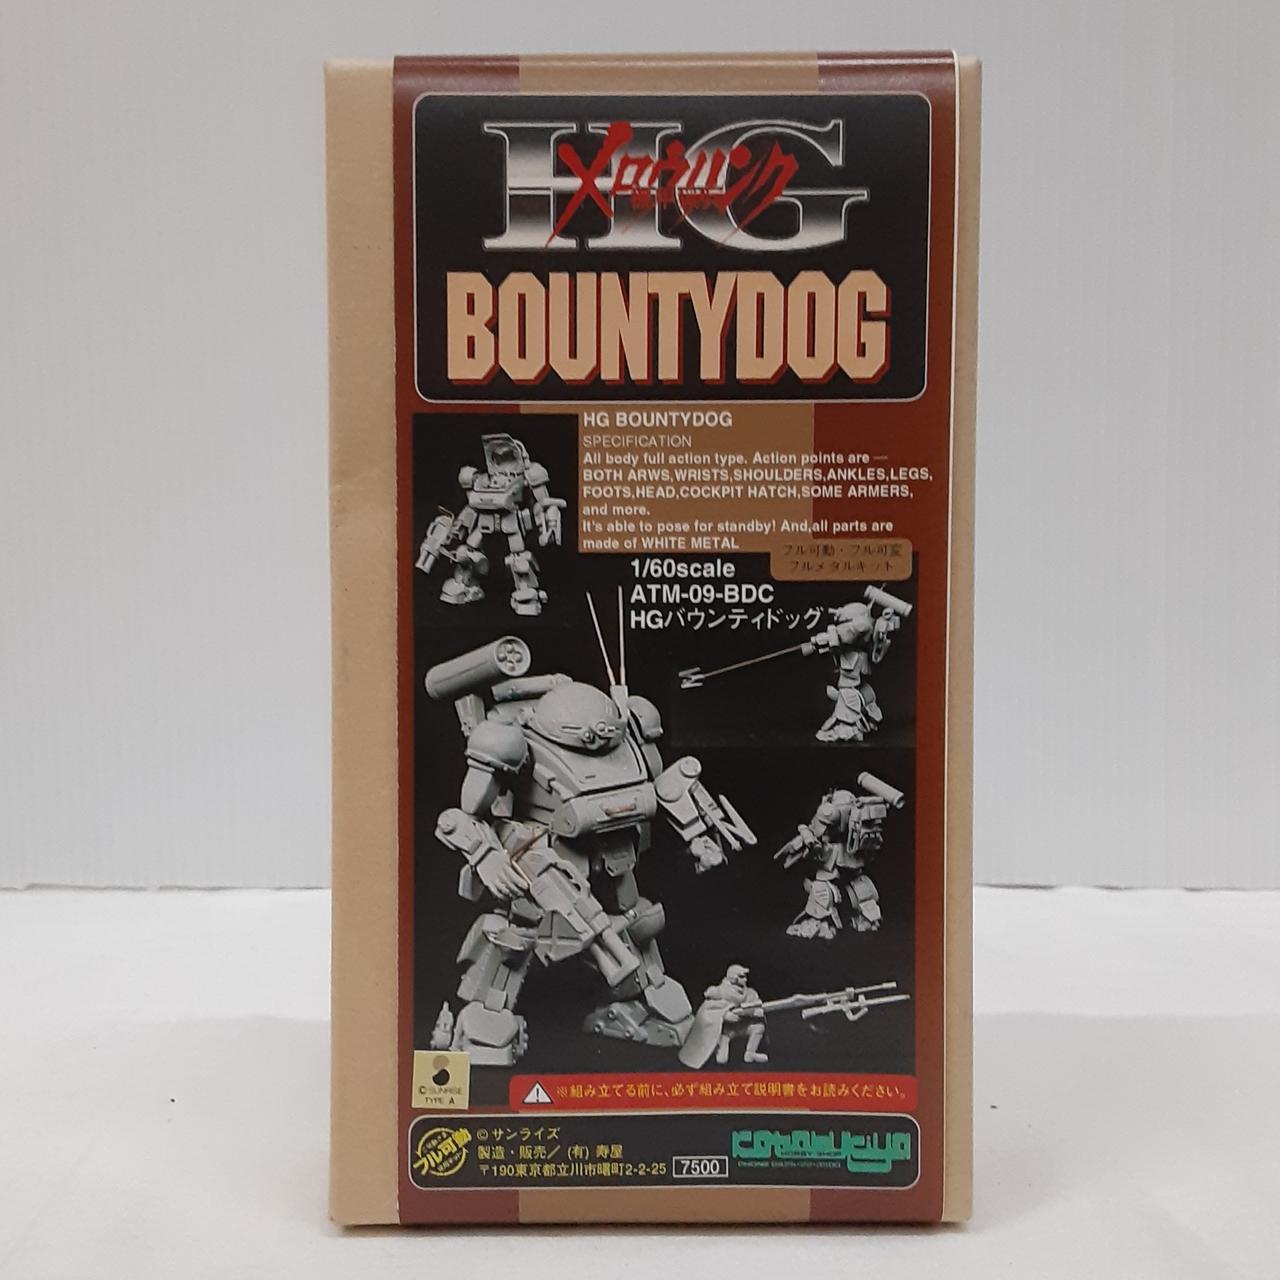 HG
メロウリンク
BOUNTYDOG
HG BOUNTYDOG
SPECIFICATION
All body full action type. Action points are —
BOTH ARWS,WRISTS,SHOULDERS,ANKLES,LEGS,
FOOTS,HEAD,COCKPIT HATCH,SOME ARMERS,
and more.
It's able to pose for standby! And,all parts are
made of WHITE METAL
フル可動・フル可変
フルメタルキット
1/60scale
ATM-09-BDC
HGバウンティドッグ
©SUNRISE
TYPE A
※組み立てる前に、必ず組み立て説明書をお読みください。
フル可動
©サンライズ
製造・販売/(有)寿屋
〒190東京都立川市曙町2-2-25 7500
Kotobukiya
HOBBY SHOP